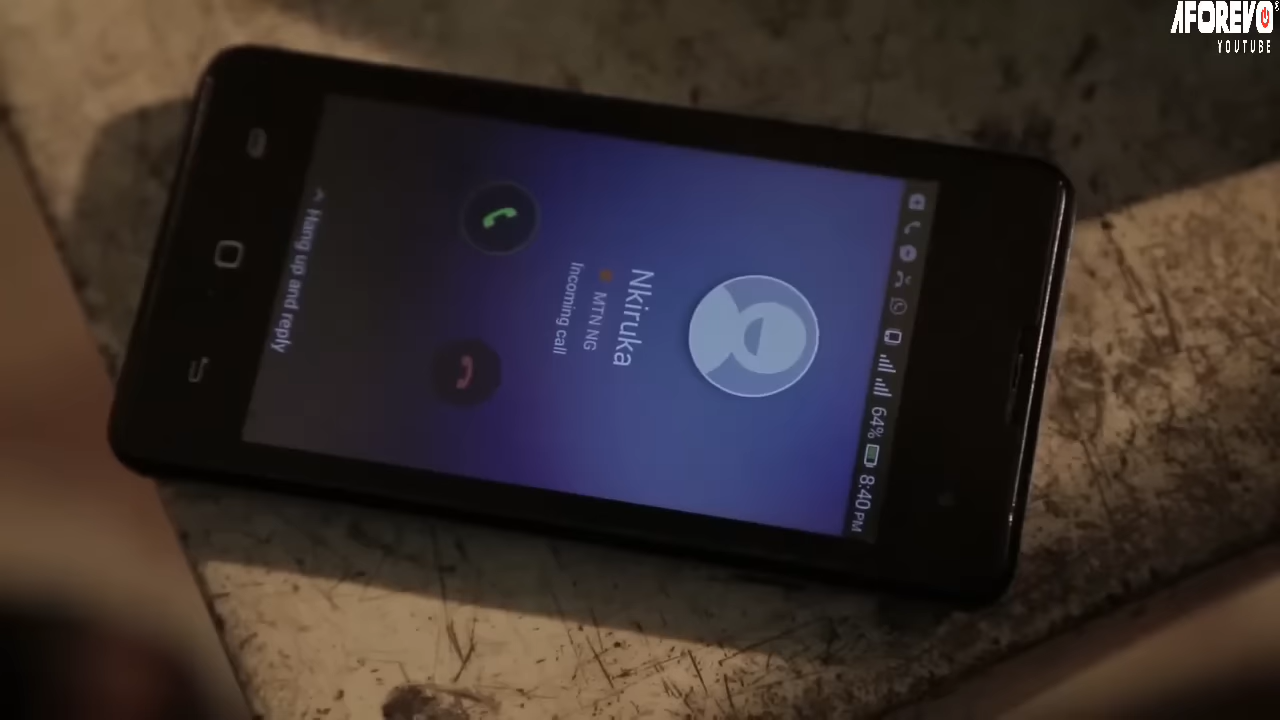 AFOREVO
YOUTUBE
64% 8:40 PM
Nkiruka
MTN NG
Incoming call
Hang up and reply